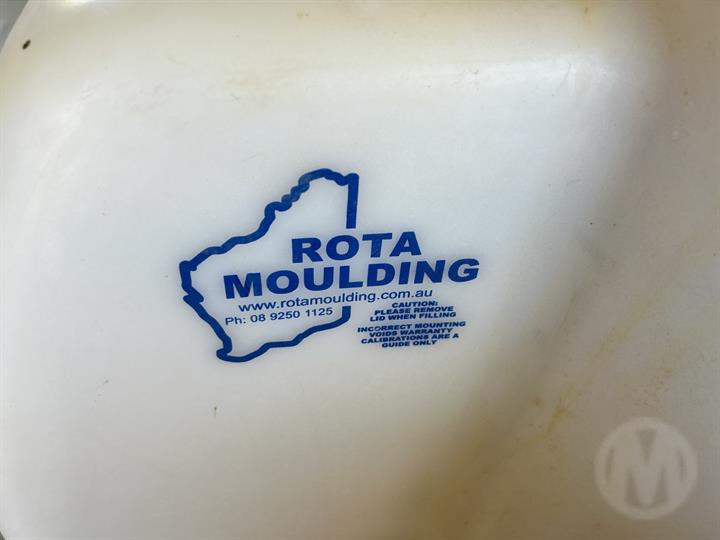 ROTA
MOULDING
www.rotamoulding.com.au
Ph: 08 9250 1125
CAUTION:
PLEASE REMOVE
LID WHEN FILLING
INCORRECT MOUNTING
VOIDS WARRANTY
CALIBRATIONS ARE A
GUIDE ONLY
M